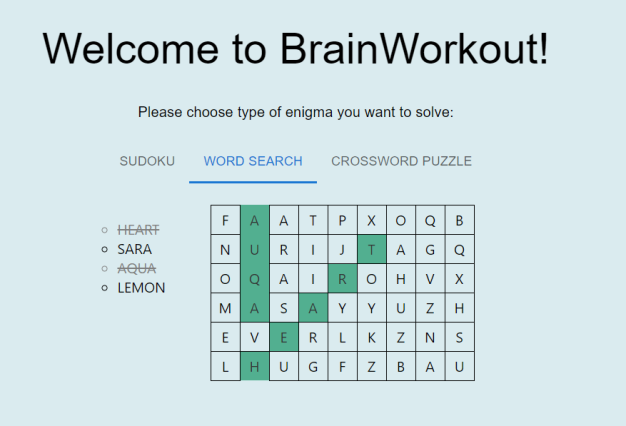 Welcome to BrainWorkout!
Please choose type of enigma you want to solve:
SUDOKU WORD SEARCH CROSSWORD PUZZLE
HEART
SARA
AQUA
LEMON
F A A T P X O Q B
N U R I J T A G Q
O Q A I R O H V X
M A S A Y Y U Z H
E V E R L K Z N S
L H U G F Z B A U